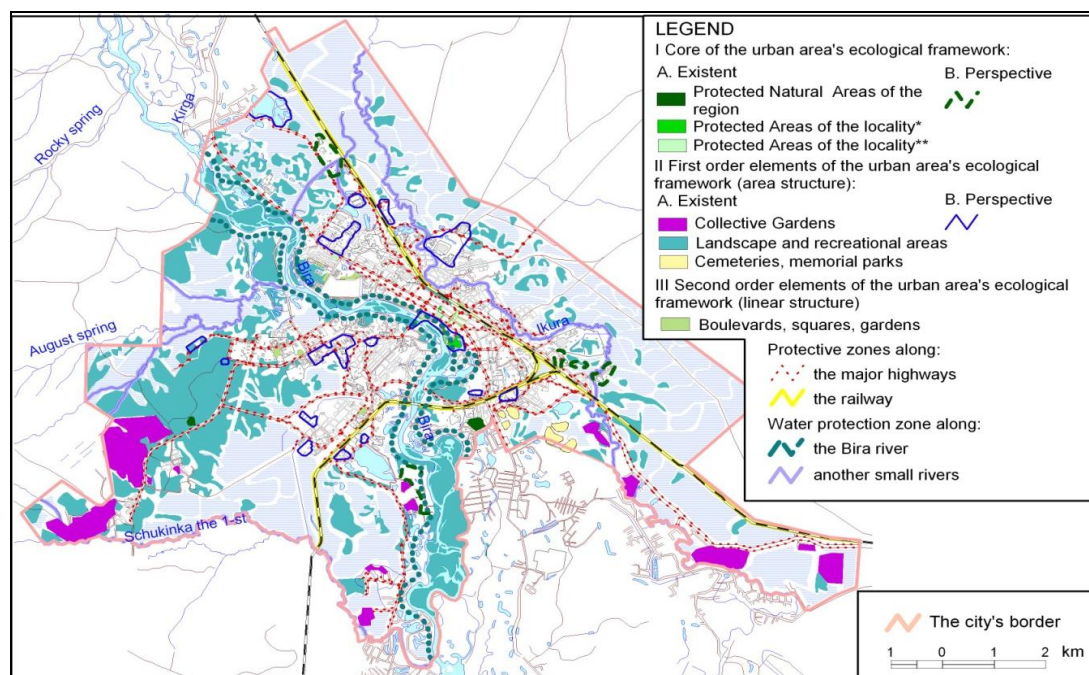 LEGEND
I Core of the urban area's ecological framework:
A. Existent
B. Perspective
Protected Natural Areas of the
region
Protected Areas of the locality*
Protected Areas of the locality**
II First order elements of the urban area's ecological
framework (area structure):
A. Existent
B. Perspective
Collective Gardens
Landscape and recreational areas
Cemeteries, memorial parks
III Second order elements of the urban area's ecological
framework (linear structure)
Boulevards, squares, gardens
Protective zones along:
the major highways
the railway
Water protection zone along:
the Bira river
another small rivers
The city's border
1 0 1 2
km
Kirga
Rocky spring
Bira
Ikura
August spring
Bira
Schukinka the 1-st